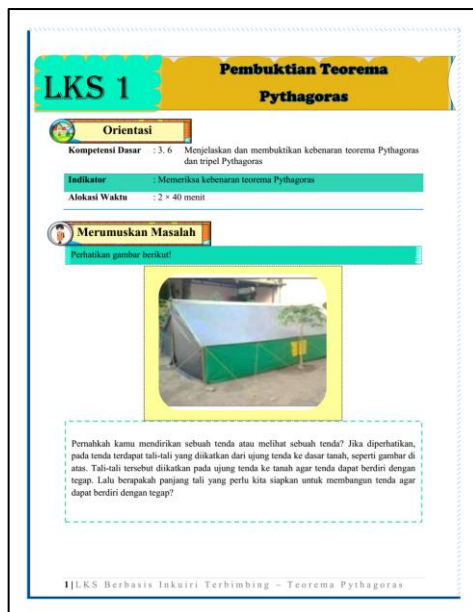 LKS 1
Pembuktian Teorema
Pythagoras
Orientasi
Kompetensi Dasar : 3. 6 Menjelaskan dan membuktikan kebenaran teorema Pythagoras
dan tripel Pythagoras
Indikator : Memeriksa kebenaran teorema Pythagoras
Alokasi Waktu : 2 × 40 menit
Merumuskan Masalah
Perhatikan gambar berikut!
Pernahkah kamu mendirikan sebuah tenda atau melihat sebuah tenda? Jika diperhatikan,
pada tenda terdapat tali-tali yang diikatkan dari ujung tenda ke dasar tanah, seperti gambar di
atas. Tali-tali tersebut diikatkan pada ujung tenda ke tanah agar tenda dapat berdiri dengan
tegap. Lalu berapakah panjang tali yang perlu kita siapkan untuk membangun tenda agar
dapat berdiri dengan tegap?
1|LKS Berbasis Inkuiri Terbimbing – Teorema Pythagoras